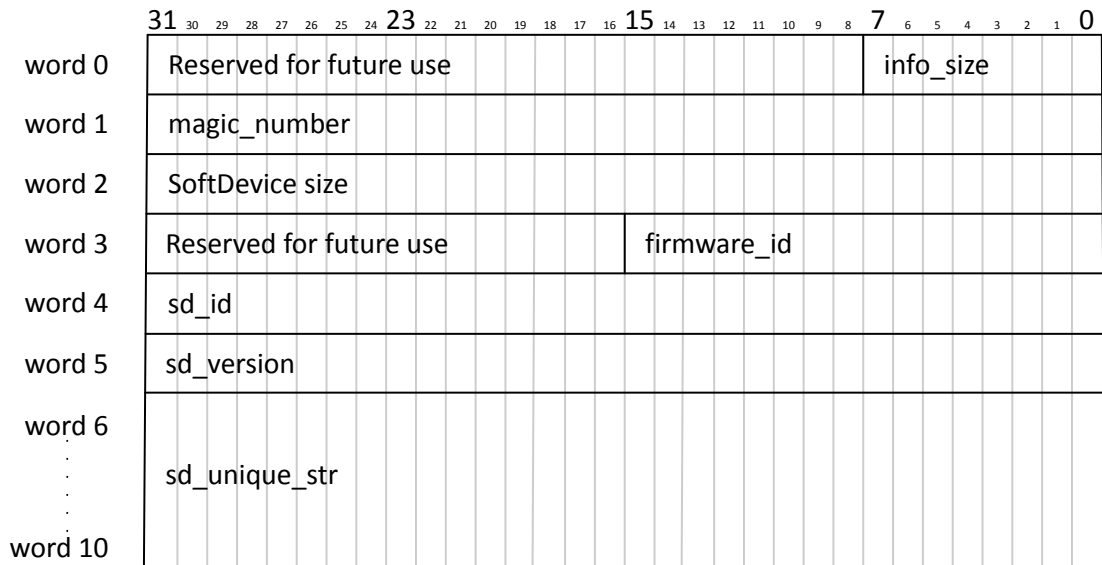 31 30 29 28 27 26 25 24 23 22 21 20 19 18 17 16 15 14 13 12 11 10 9 8 7 6 5 4 3 2 1 0
word 0 Reserved for future use info_size
word 1 magic_number
word 2 SoftDevice size
word 3 Reserved for future use firmware_id
word 4 sd_id
word 5 sd_version
word 6
sd_unique_str
word 10